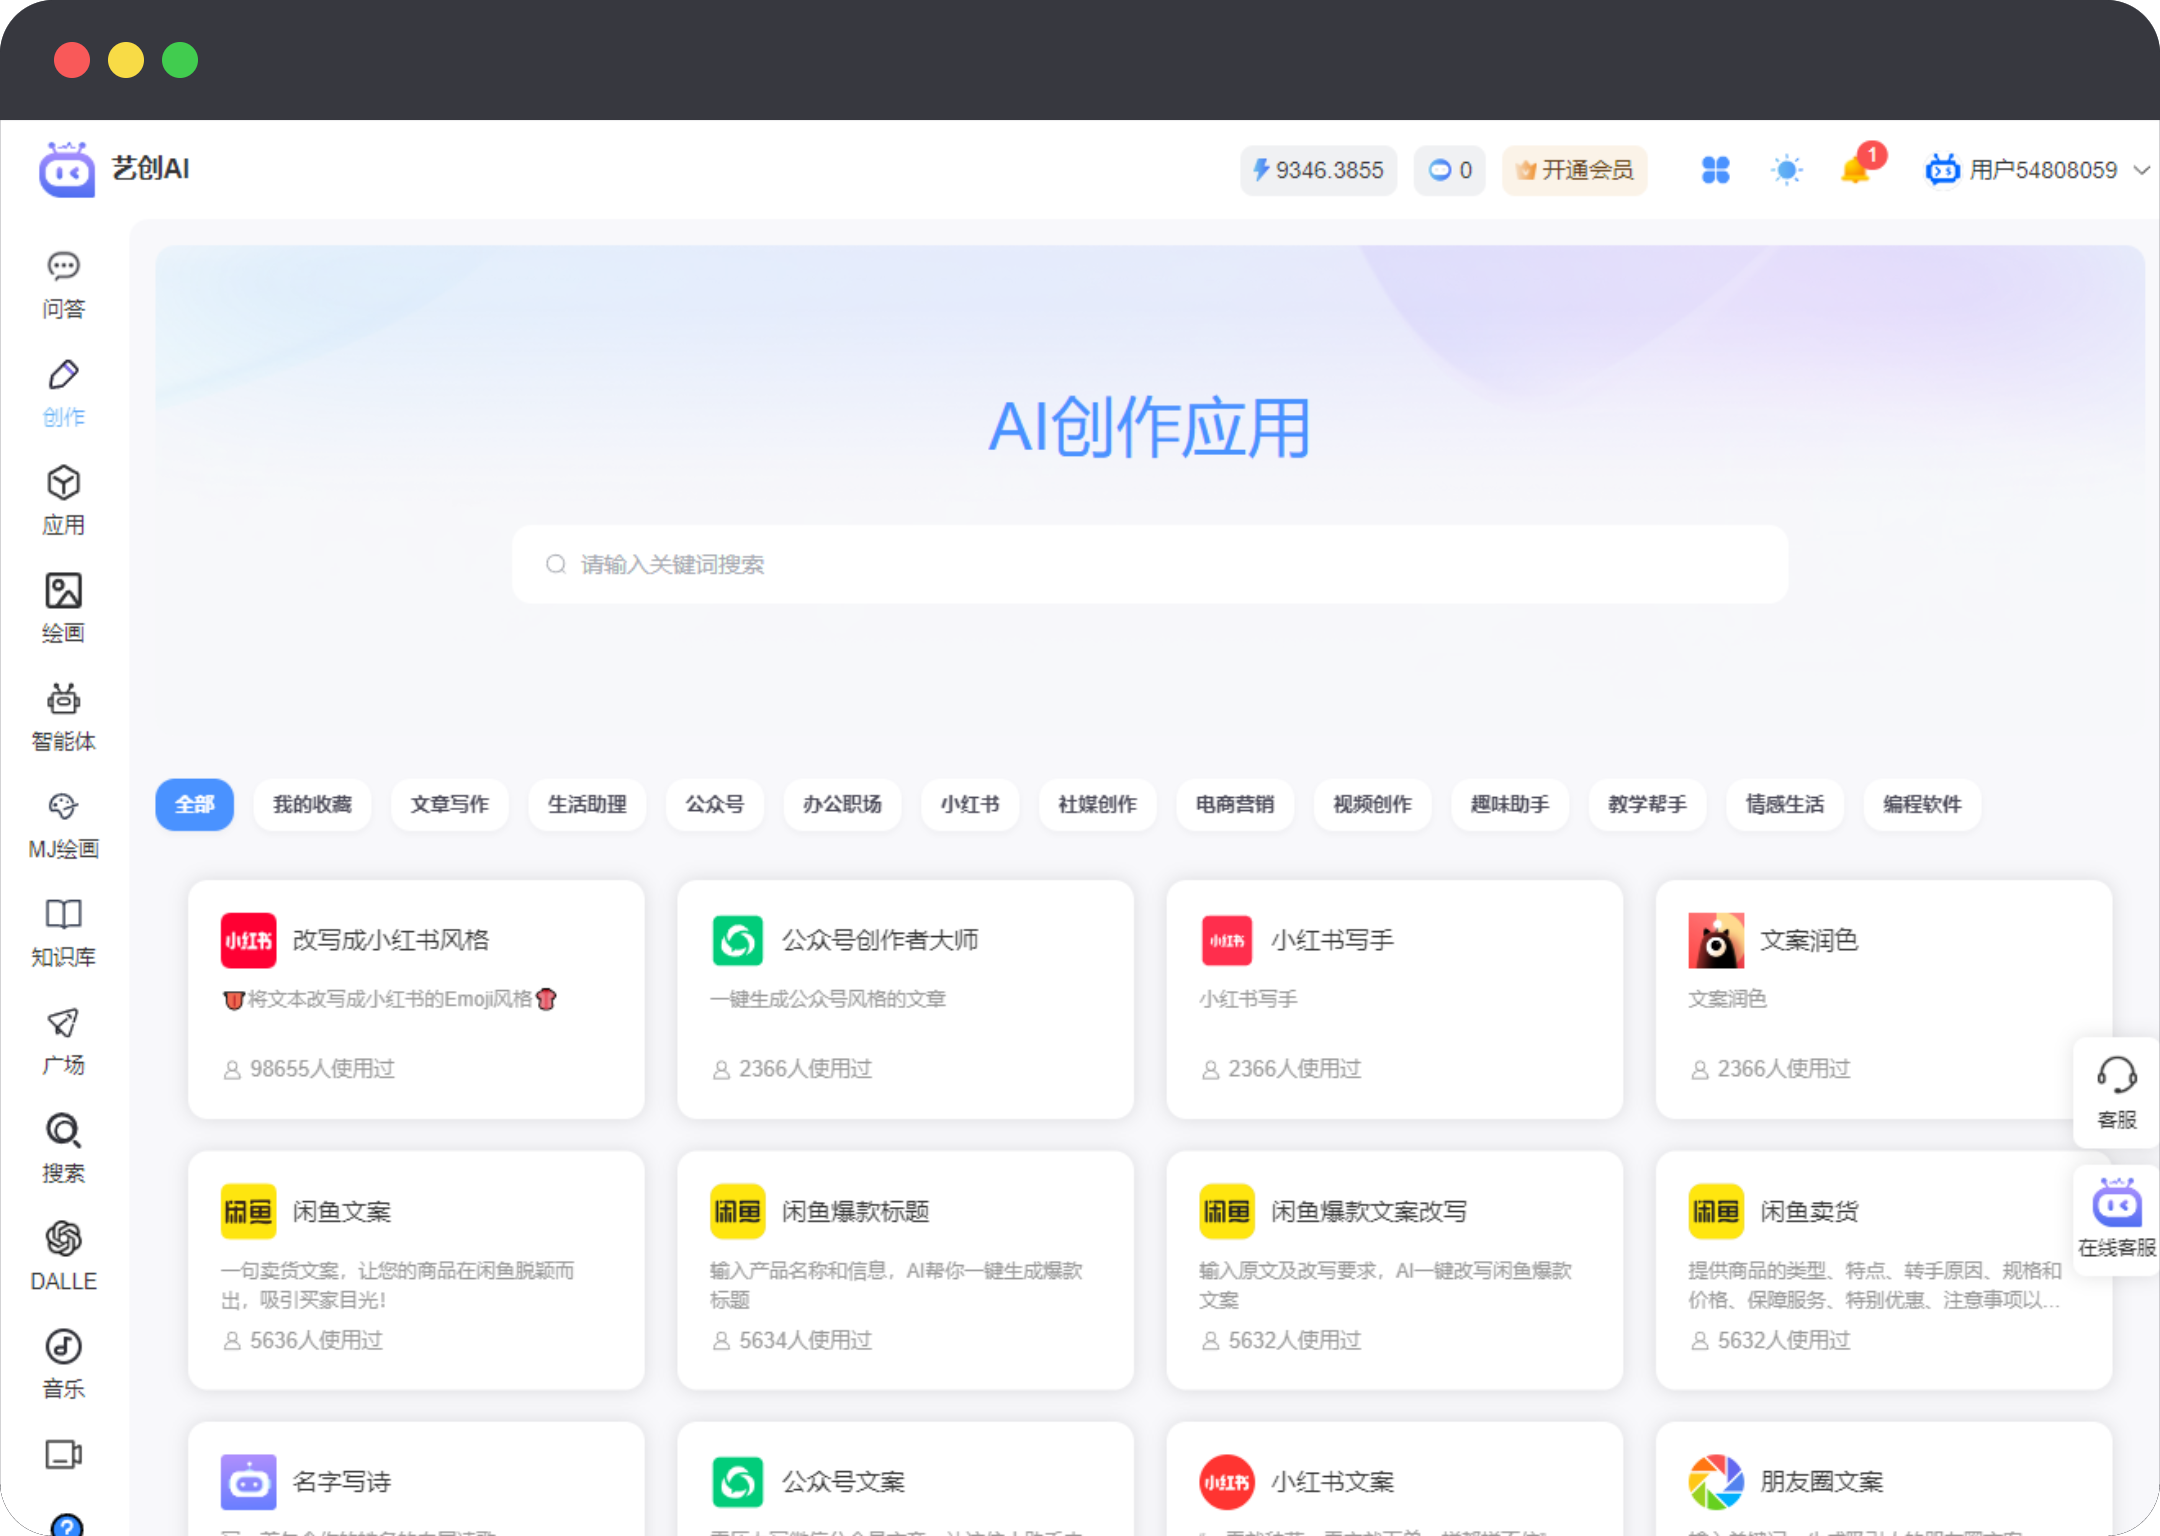 艺创AI
9346.3855
0
开通会员
1
用户54808059
问答
创作
应用
绘画
智能体
MJ绘画
知识库
广场
搜索
DALLE
音乐
AI创作应用
请输入关键词搜索
全部 我的收藏 文章写作 生活助理 公众号 办公职场 小红书 社媒创作 电商营销 视频创作 趣味助手 教学帮手 情感生活 编程软件
小红书
改写成小红书风格
将文本改写成小红书的Emoji风格
98655人使用过
公众号创作者大师
一键生成公众号风格的文章
2366人使用过
小红书
小红书写手
小红书写手
2366人使用过
文案润色
文案润色
2366人使用过
闲鱼
闲鱼文案
一句卖货文案，让您的商品在闲鱼脱颖而
出，吸引买家目光！
5636人使用过
闲鱼
闲鱼爆款标题
输入产品名称和信息，AI帮你一键生成爆款
标题
5634人使用过
闲鱼
闲鱼爆款文案改写
输入原文及改写要求，AI一键改写闲鱼爆款
文案
5632人使用过
闲鱼
闲鱼卖货
提供商品的类型、特点、转手原因、规格和
价格、保障服务、特别优惠、注意事项以...
5632人使用过
名字写诗
公众号文案
小红书
小红书文案
朋友圈文案
客服
在线客服